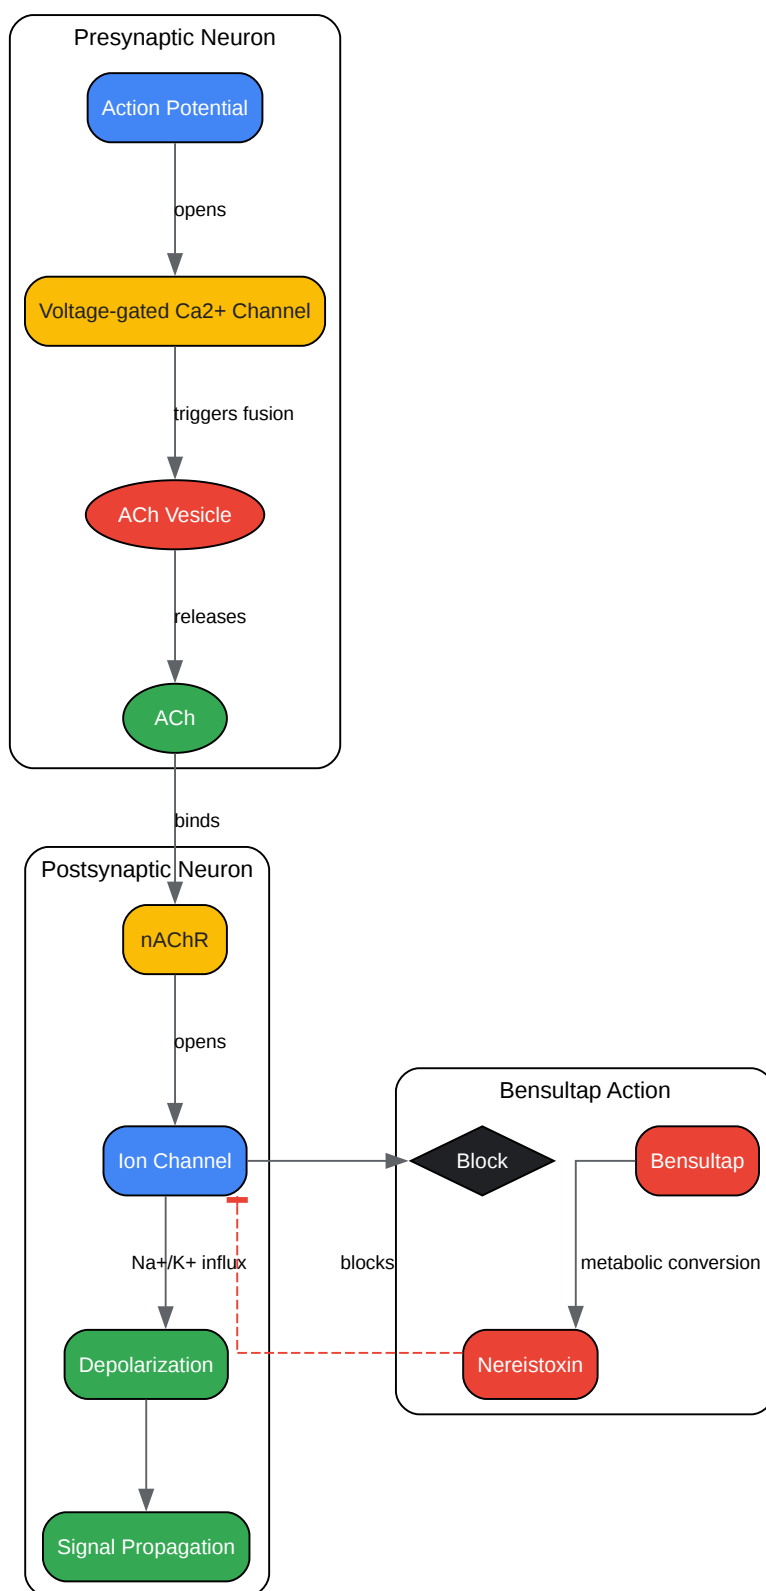 Presynaptic Neuron
Action Potential
opens
Voltage-gated Ca2+ Channel
triggers fusion
ACh Vesicle
releases
ACh
binds
Postsynaptic Neuron
nAChR
opens
Bensultap Action
Ion Channel
Block
Bensultap
Na+/K+ influx
blocks
metabolic conversion
Depolarization
Nereistoxin
Signal Propagation